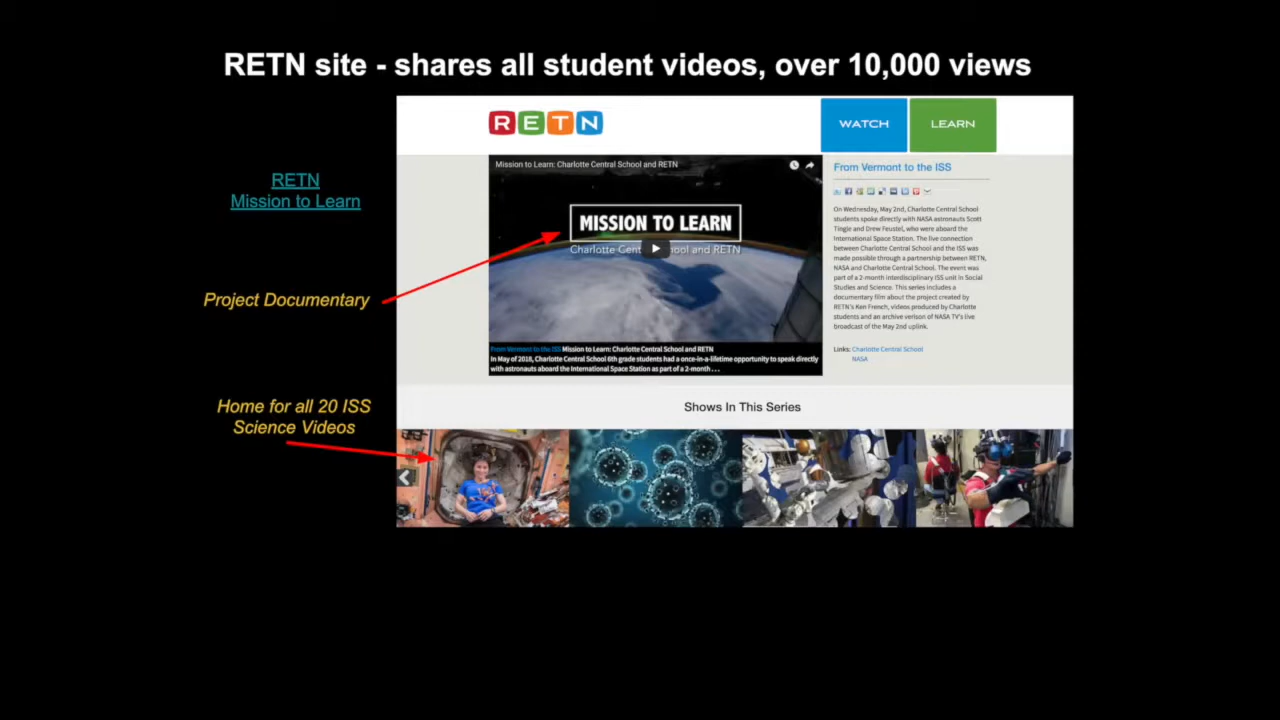 RETN site - shares all student videos, over 10,000 views
RETN
WATCH
LEARN
RETN
Mission to Learn
Mission to Learn: Charlotte Central School and RETN
MISSION TO LEARN
Charlotte Cent ool and RETN
From Vermont to the ISS Mission to Learn: Charlotte Central School and RETN
In May of 2018, Charlotte Central School 6th grade students had a once-in-a-lifetime opportunity to speak directly
with astronauts aboard the International Space Station as part of a 2-month . . .
From Vermont to the ISS
On Wednesday, May 2nd, Charlotte Central School
students spoke directly with NASA astronauts Scott
Tingle and Drew Feustel, who were aboard the
International Space Station. The live connection
between Charlotte Central School and the ISS was
made possible through a partnership between RETN,
NASA and Charlotte Central School. The event was
part of a 2-month interdisciplinary ISS unit in Social
Studies and Science. This series includes a
documentary film about the project created by
RETN's Ken French, videos produced by Charlotte
students and an archive verison of NASA TV's live
broadcast of the May 2nd uplink.
Links: Charlotte Central School
NASA
Project Documentary
Home for all 20 ISS
Science Videos
Shows In This Series